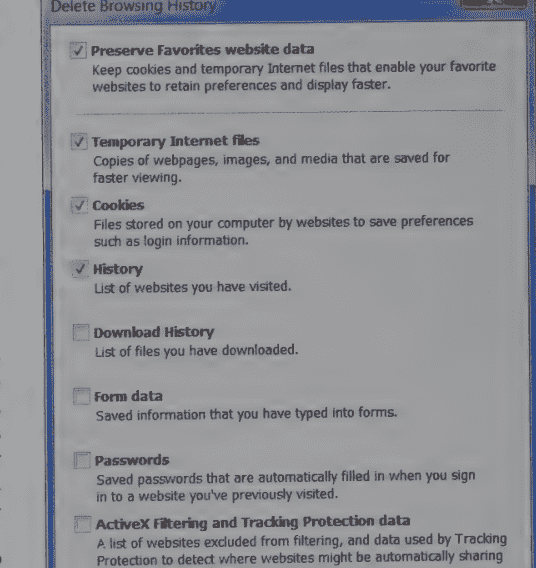 Delete Browsing History
Preserve Favorites website data
Keep cookies and temporary Internet files that enable your favorite
websites to retain preferences and display faster.
Temporary Internet files
Copies of webpages, images, and media that are saved for
faster viewing.
Cookies
Files stored on your computer by websites to save preferences
such as login information.
History
List of websites you have visited.
Download History
List of files you have downloaded.
Form data
Saved information that you have typed into forms.
Passwords
Saved passwords that are automatically filled in when you sign
in to a website you've previously visited.
ActiveX Filtering and Tracking Protection data
A list of websites excluded from filtering, and data used by Tracking
Protection to detect where websites might be automatically sharing